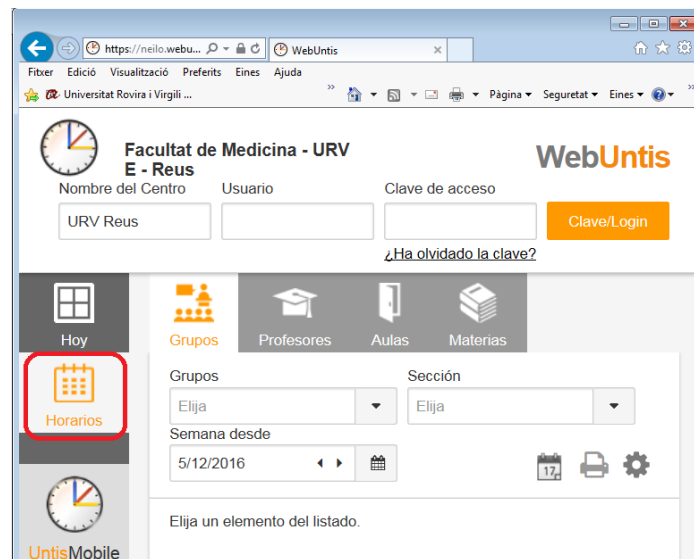 https://neilo.webu...
WebUntis
Fitxer Edició Visualització Preferits Eines Ajuda
Universitat Rovira i Virgili ...
Pàgina Seguretat Eines
Facultat de Medicina - URV
E - Reus
WebUntis
Nombre del Centro Usuario Clave de acceso
URV Reus
Clave/Login
¿Ha olvidado la clave?
Hoy
Grupos Profesores Aulas Materias
Horarios
Grupos Sección
Elija Elija
Semana desde
5/12/2016
17
Elija un elemento del listado.
UntisMobile